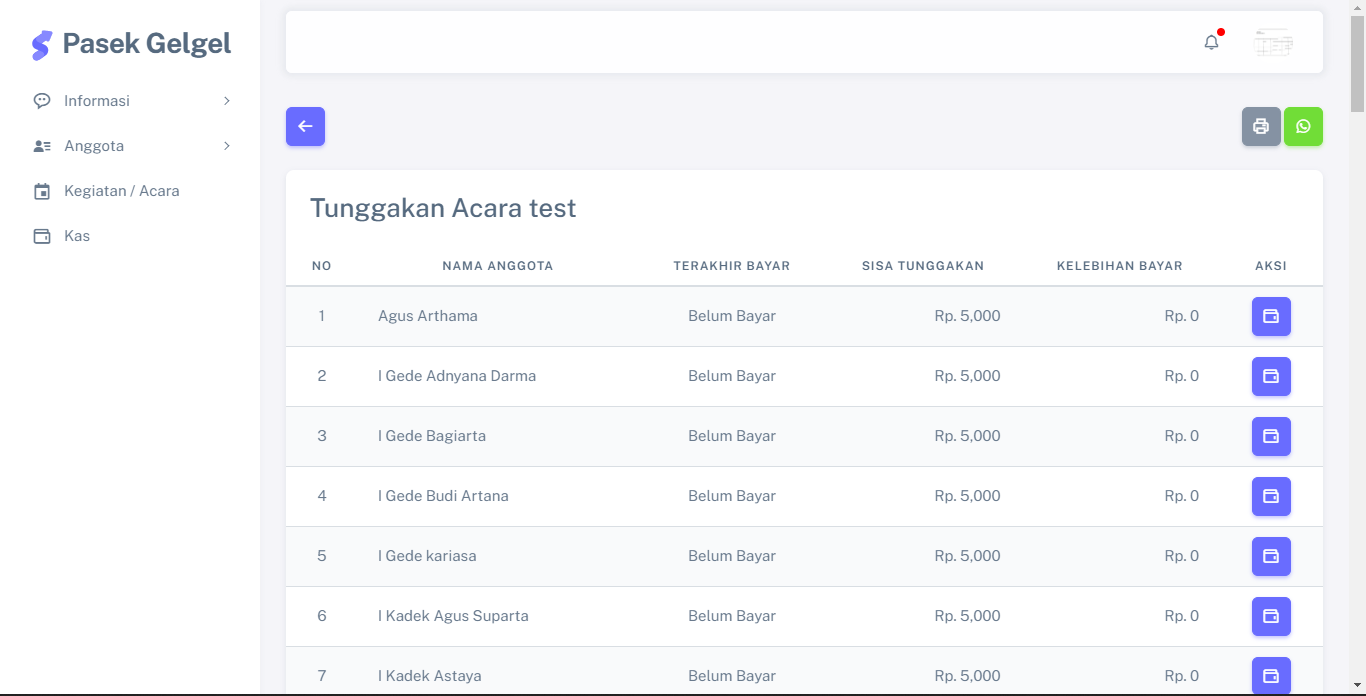 Pasek Gelgel
Informasi
Anggota
Kegiatan / Acara
Kas
Tunggakan Acara test
NO NAMA ANGGOTA TERAKHIR BAYAR SISA TUNGGAKAN KELEBIHAN BAYAR AKSI
1 Agus Arthama Belum Bayar Rp. 5,000 Rp. 0
2 I Gede Adnyana Darma Belum Bayar Rp. 5,000 Rp. 0
3 I Gede Bagiarta Belum Bayar Rp. 5,000 Rp. 0
4 I Gede Budi Artana Belum Bayar Rp. 5,000 Rp. 0
5 I Gede kariasa Belum Bayar Rp. 5,000 Rp. 0
6 I Kadek Agus Suparta Belum Bayar Rp. 5,000 Rp. 0
7 I Kadek Astaya Belum Bayar Rp. 5,000 Rp. 0